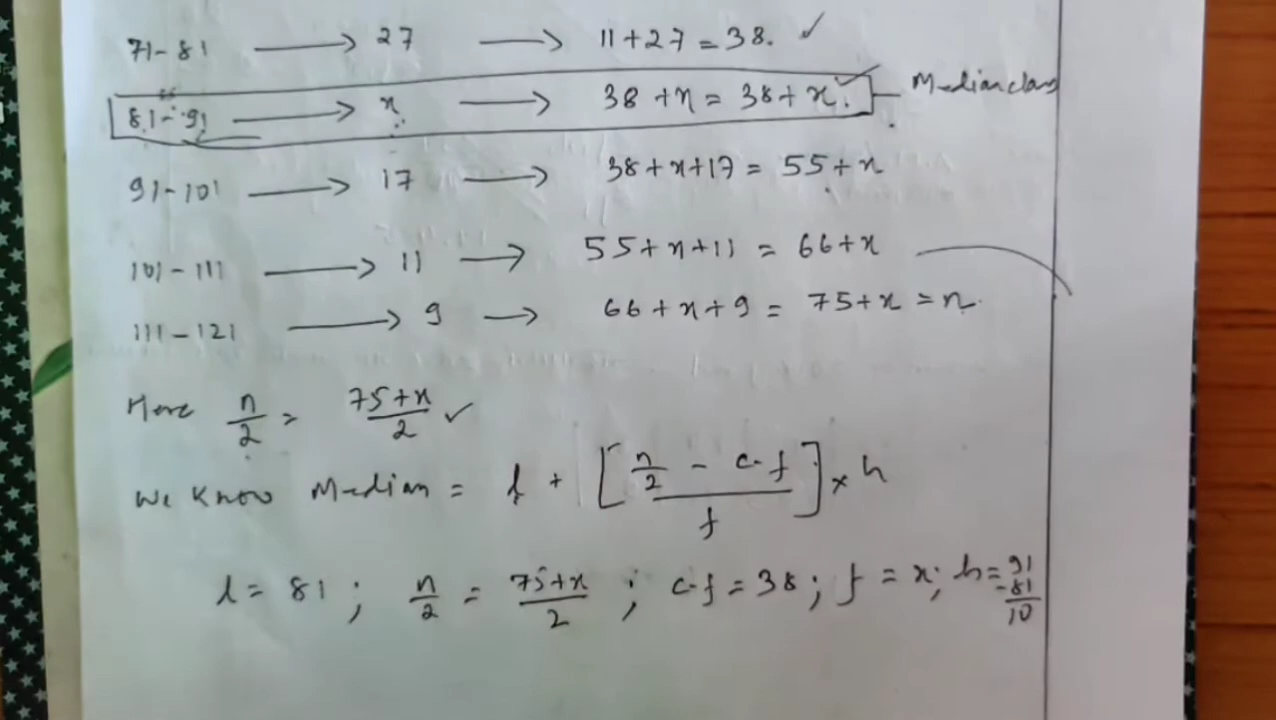 71-81 → 27 → 11+27=38. ✓
81-91 → x → 38+x = 38+x. ✓ Median class
91-101 → 17 → 38+x+17 = 55+x
101-111 → 11 → 55+x+11 = 66+x
111-121 → 9 → 66+x+9 = 75+x = n.
Here n/2 = (75+x)/2 ✓
We know Median = l + [(n/2 - c.f)/f] × h
l = 81; n/2 = (75+x)/2; c.f = 38; f = x; h = 91
-81
10